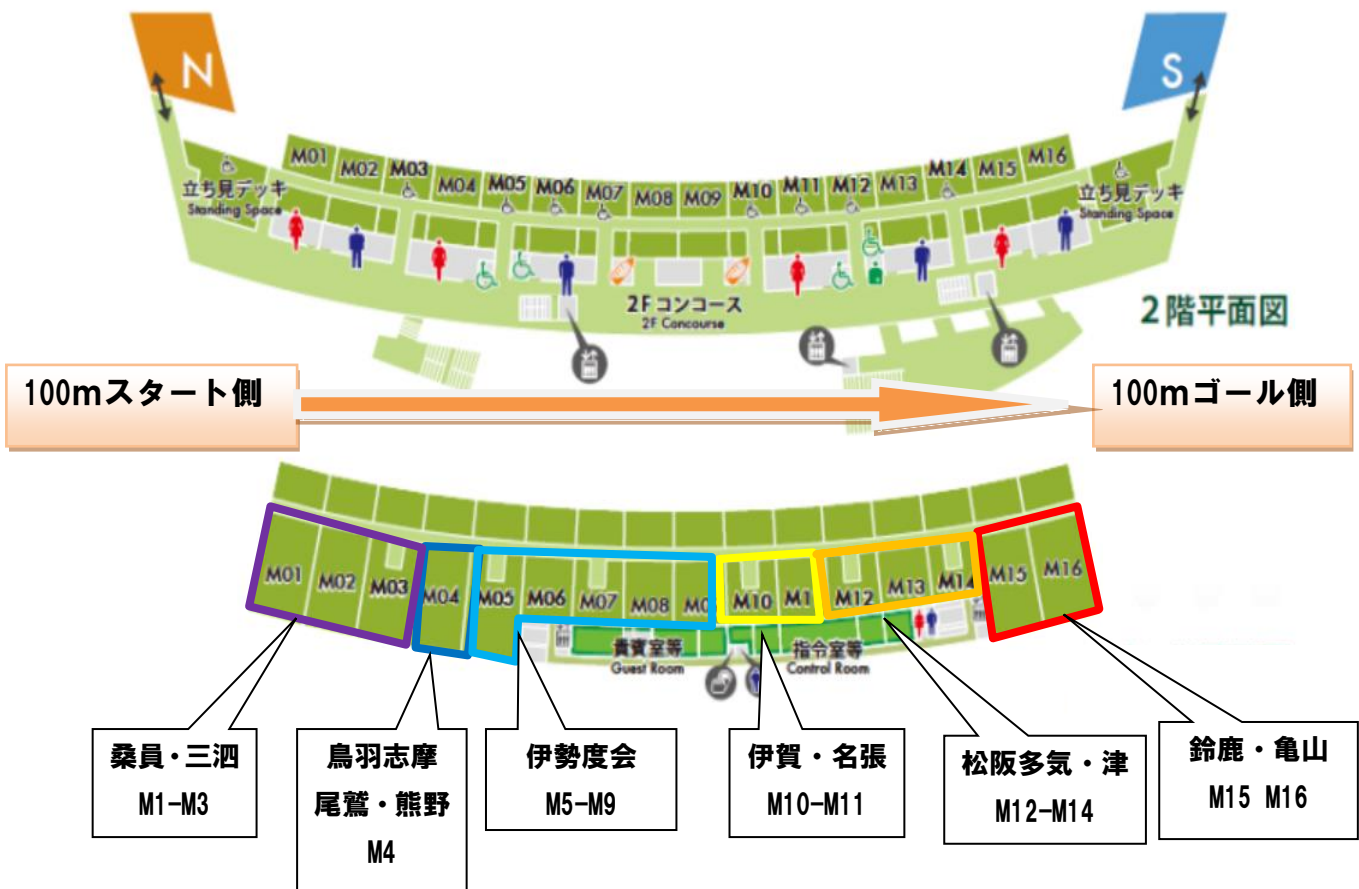 N
S
M01
M02
M03
M04
M05
M06
M07
M08
M09
M10
M11
M12
M13
M14
M15
M16
立ち見デッキ
Standing Space
立ち見デッキ
Standing Space
2Fコンコース
2F Concourse
2階平面図
100mスタート側
100mゴール側
M01
M02
M03
M04
M05
M06
M07
M08
M0
M10
M1
M12
M13
M14
M15
M16
貴賓室等
Guest Room
指令室等
Control Room
桑員・三泗
M1-M3
鳥羽志摩
尾鷲・熊野
M4
伊勢度会
M5-M9
伊賀・名張
M10-M11
松阪多気・津
M12-M14
鈴鹿・亀山
M15 M16